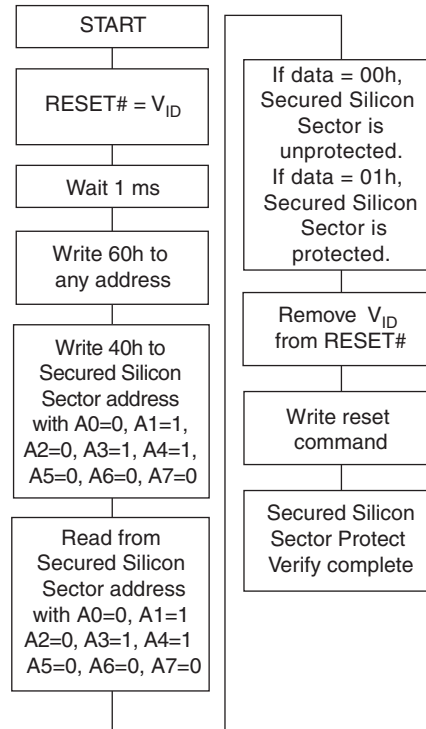 START
RESET# = VID
Wait 1 ms
Write 60h to
any address
Write 40h to
Secured Silicon
Sector address
with A0=0, A1=1,
A2=0, A3=1, A4=1,
A5=0, A6=0, A7=0
Read from
Secured Silicon
Sector address
with A0=0, A1=1
A2=0, A3=1, A4=1
A5=0, A6=0, A7=0
If data = 00h,
Secured Silicon
Sector is
unprotected.
If data = 01h,
Secured Silicon
Sector is
protected.
Remove VID
from RESET#
Write reset
command
Secured Silicon
Sector Protect
Verify complete